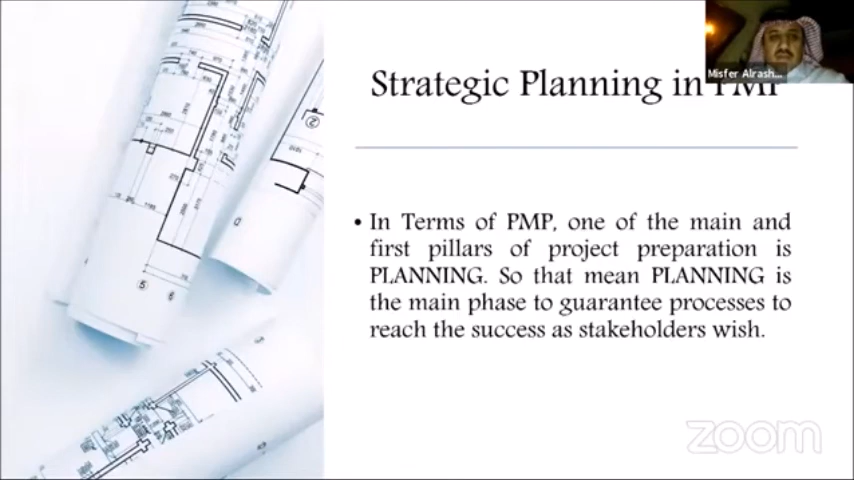 Strategic Planning in PMP
Misfer Alrash...
• In Terms of PMP, one of the main and
first pillars of project preparation is
PLANNING. So that mean PLANNING is
the main phase to guarantee processes to
reach the success as stakeholders wish.
zoom